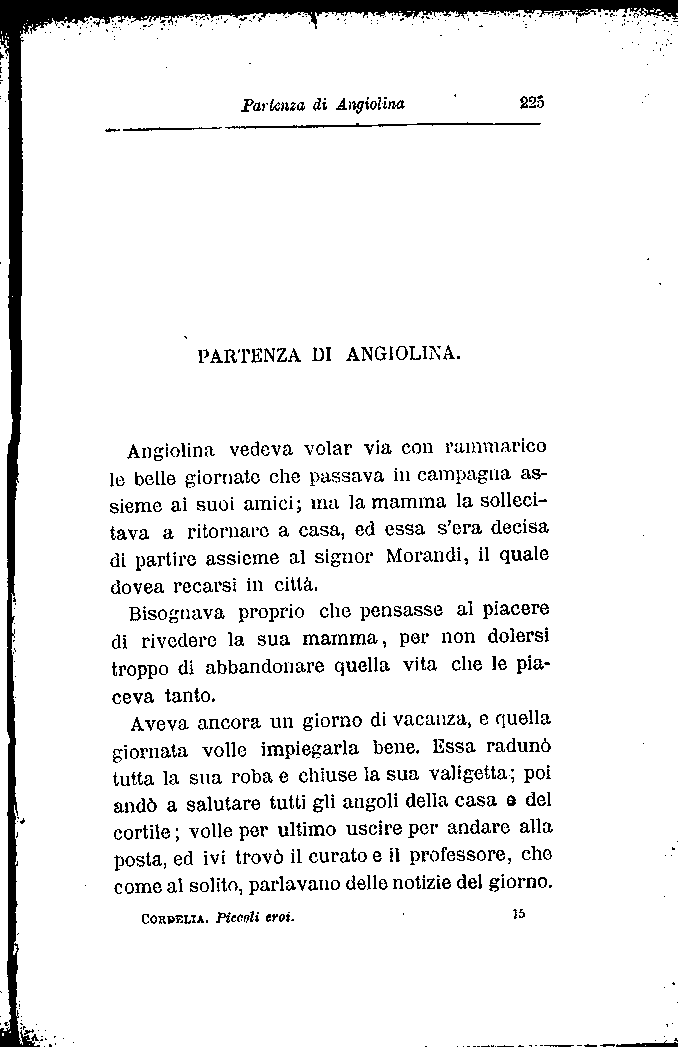 Partenza di Angiolina 225
PARTENZA DI ANGIOLINA.
Angiolina vedeva volar via con rammarico
le belle giornate che passava in campagna as-
sieme ai suoi amici; ma la mamma la solleci-
tava a ritornare a casa, ed essa s'era decisa
di partire assieme al signor Morandi, il quale
dovea recarsi in città.
Bisognava proprio che pensasse al piacere
di rivedere la sua mamma, per non dolersi
troppo di abbandonare quella vita che le pia-
ceva tanto.
Aveva ancora un giorno di vacanza, e quella
giornata volle impiegarla bene. Essa radunò
tutta la sua roba e chiuse la sua valigetta; poi
andò a salutare tutti gli angoli della casa e del
cortile; volle per ultimo uscire per andare alla
posta, ed ivi trovò il curato e il professore, che
come al solito, parlavano delle notizie del giorno.
CORDELIA. Piccoli eroi. 15